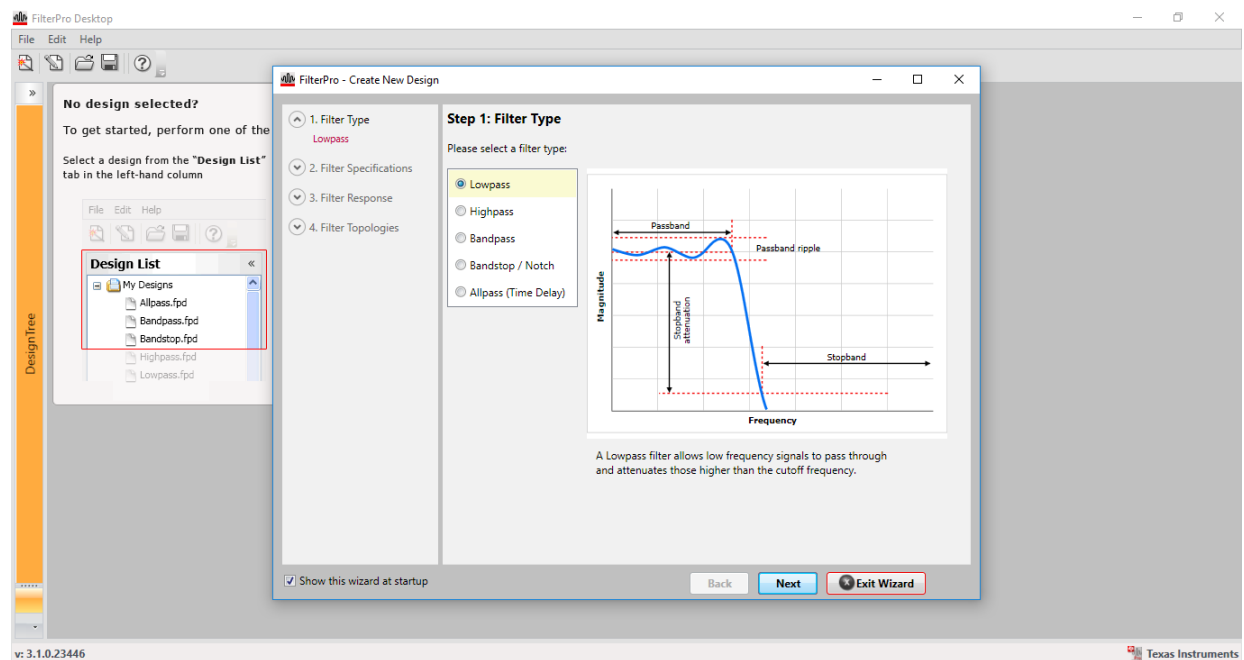 FilterPro Desktop
File Edit Help
No design selected?
To get started, perform one of the
Select a design from the "Design List"
tab in the left-hand column
File Edit Help
Design List
My Designs
Allpass.fpd
Bandpass.fpd
Bandstop.fpd
Highpass.fpd
Lowpass.fpd
DesignTree
FilterPro - Create New Design
1. Filter Type
Lowpass
2. Filter Specifications
3. Filter Response
4. Filter Topologies
Step 1: Filter Type
Please select a filter type:
Lowpass
Highpass
Bandpass
Bandstop / Notch
Allpass (Time Delay)
Passband
Passband ripple
Magnitude
Stopband
attenuation
Stopband
Frequency
A Lowpass filter allows low frequency signals to pass through
and attenuates those higher than the cutoff frequency.
Show this wizard at startup
Back
Next
Exit Wizard
v: 3.1.0.23446
Texas Instruments